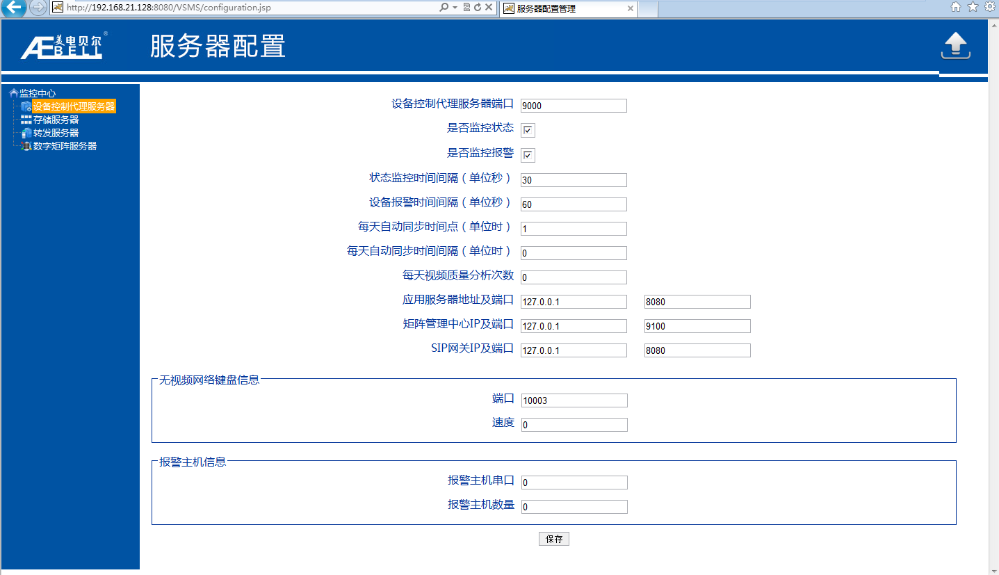 http://192.168.21.128:8080/VSMS/configuration.jsp
服务器配置管理
美电贝尔®
ÆBELL
服务器配置
监控中心
设备控制代理服务器
存储服务器
转发服务器
数字矩阵服务器
设备控制代理服务器端口 9000
是否监控状态
是否监控报警
状态监控时间间隔（单位秒） 30
设备报警时间间隔（单位秒） 60
每天自动同步时间点（单位时） 1
每天自动同步时间间隔（单位时） 0
每天视频质量分析次数 0
应用服务器地址及端口 127.0.0.1 8080
矩阵管理中心IP及端口 127.0.0.1 9100
SIP网关IP及端口 127.0.0.1 8080
无视频网络键盘信息
端口 10003
速度 0
报警主机信息
报警主机串口 0
报警主机数量 0
保存